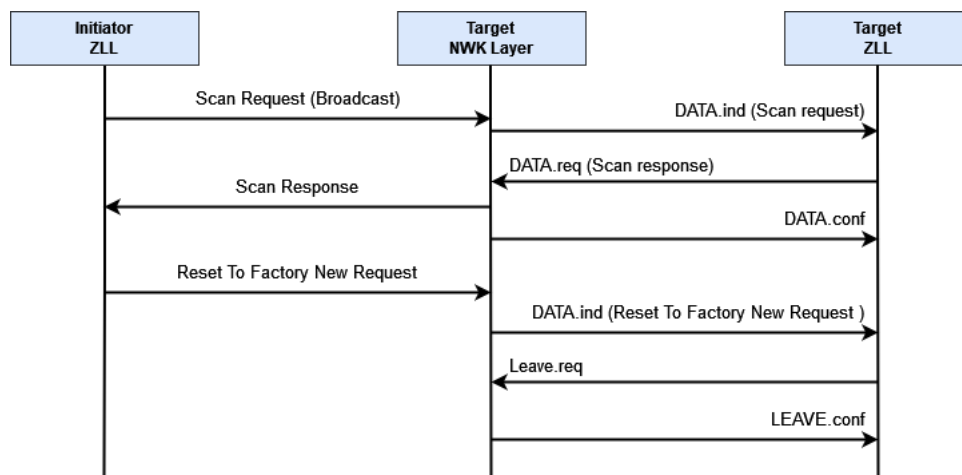 Initiator
ZLL
Target
NWK Layer
Target
ZLL
Scan Request (Broadcast)
DATA.ind (Scan request)
DATA.req (Scan response)
Scan Response
DATA.conf
Reset To Factory New Request
DATA.ind (Reset To Factory New Request )
Leave.req
LEAVE.conf